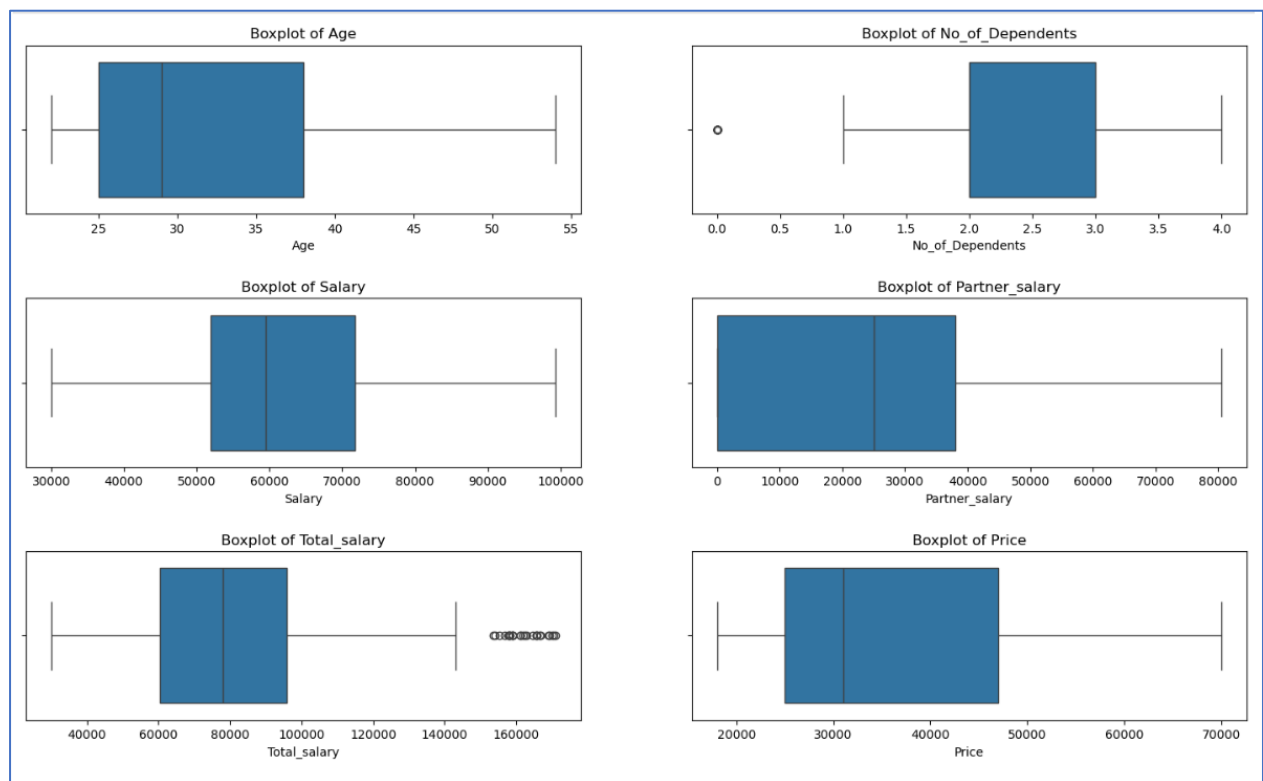 Boxplot of Age
25 30 35 40 45 50 55
Age
Boxplot of No_of_Dependents
0.0 0.5 1.0 1.5 2.0 2.5 3.0 3.5 4.0
No_of_Dependents
Boxplot of Salary
30000 40000 50000 60000 70000 80000 90000 100000
Salary
Boxplot of Partner_salary
0 10000 20000 30000 40000 50000 60000 70000 80000
Partner_salary
Boxplot of Total_salary
40000 60000 80000 100000 120000 140000 160000
Total_salary
Boxplot of Price
20000 30000 40000 50000 60000 70000
Price